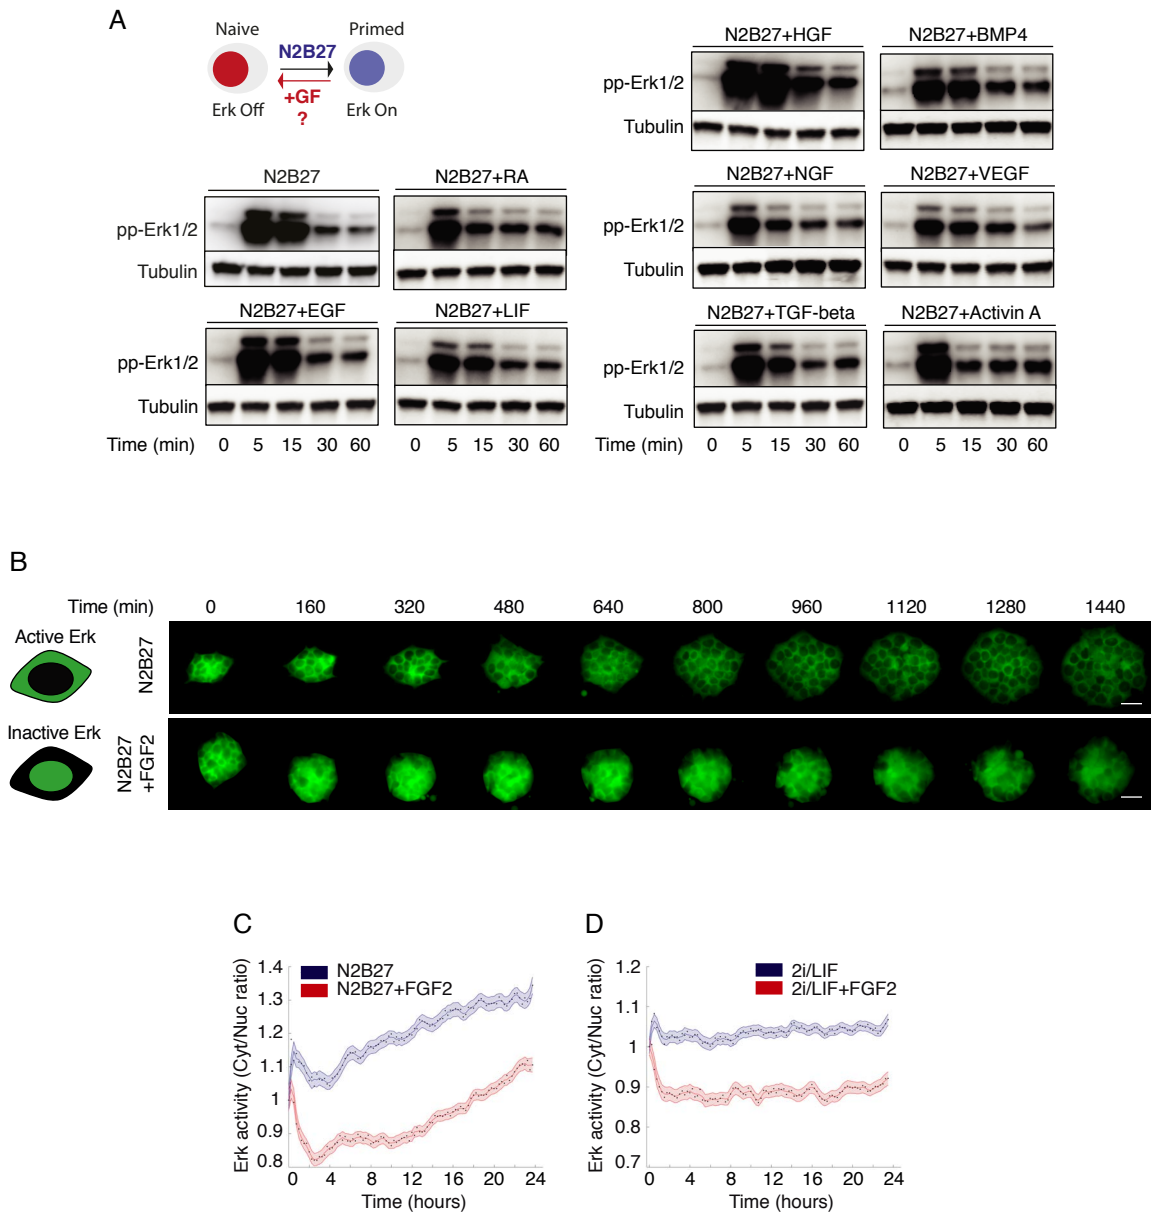 A
Naive
Primed
N2B27
+GF
?
Erk Off
Erk On
N2B27
N2B27+RA
pp-Erk1/2
Tubulin
N2B27+EGF
N2B27+LIF
pp-Erk1/2
Tubulin
Time (min)
0 5 15 30 60
0 5 15 30 60
N2B27+HGF
N2B27+BMP4
pp-Erk1/2
Tubulin
N2B27+NGF
N2B27+VEGF
pp-Erk1/2
Tubulin
N2B27+TGF-beta
N2B27+Activin A
pp-Erk1/2
Tubulin
Time (min)
0 5 15 30 60
0 5 15 30 60
B
Time (min) 0 160 320 480 640 800 960 1120 1280 1440
Active Erk
N2B27
Inactive Erk
N2B27
+FGF2
C
Erk activity (Cyt/Nuc ratio)
1.4
1.3
1.2
1.1
1
0.9
0.8
N2B27
N2B27+FGF2
0 4 8 12 16 20 24
Time (hours)
D
Erk activity (Cyt/Nuc ratio)
1.2
1.1
1
0.9
0.8
0.7
2i/LIF
2i/LIF+FGF2
0 4 8 12 16 20 24
Time (hours)